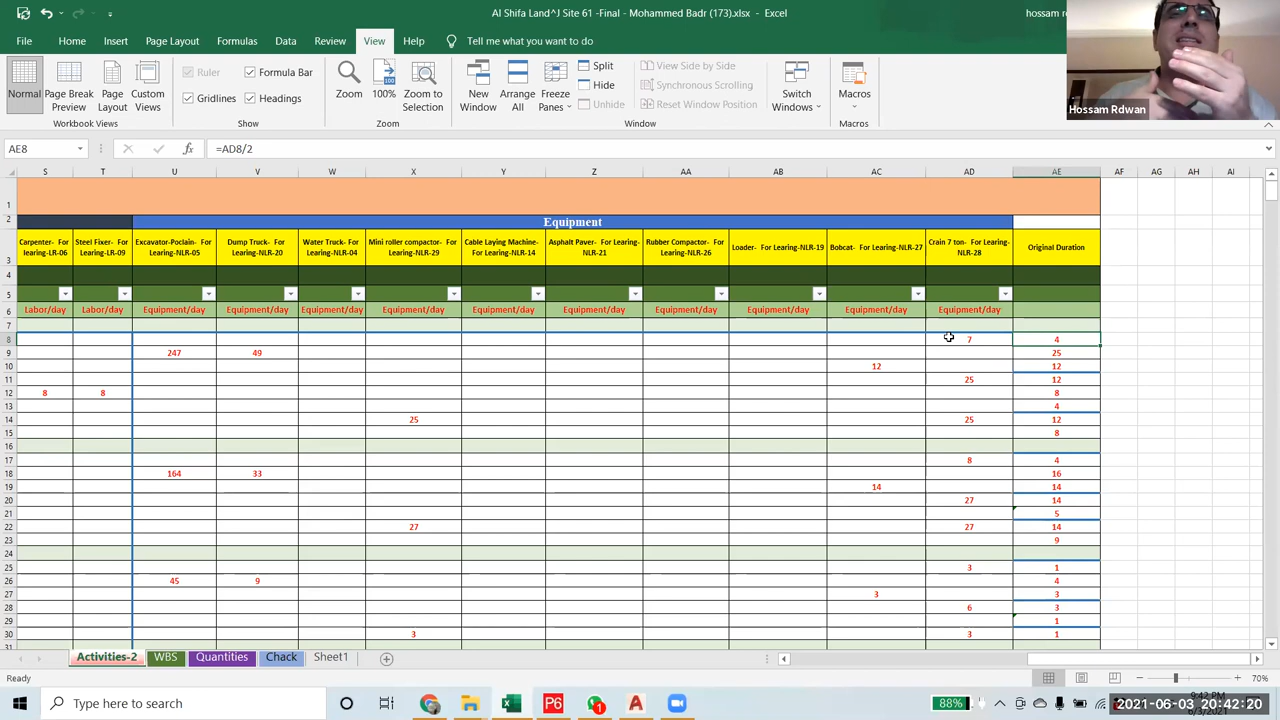 Al Shifa Land^J Site 61 -Final - Mohammed Badr (173).xlsx - Excel
hossam r
File Home Insert Page Layout Formulas Data Review View Help Tell me what you want to do
Normal
Page Break Preview
Page Layout
Custom Views
Workbook Views
Ruler
Formula Bar
Gridlines
Headings
Show
Zoom
100%
Zoom to Selection
Zoom
New Window
Arrange All
Freeze Panes
Split
Hide
Unhide
View Side by Side
Synchronous Scrolling
Reset Window Position
Window
Switch Windows
Macros
Macros
Hossam Rdwan
AE8 fx =AD8/2
S T U V W X Y Z AA AB AC AD AE AF AG AH AI
1
2 Equipment
3 Carpenter- For learing-LR-06 Steel Fixer- For Learing-LR-09 Excavator-Poclain- For Learing-NLR-05 Dump Truck- For Learing-NLR-20 Water Truck- For Learing-NLR-04 Mini roller compactor- For Learing-NLR-29 Cable Laying Machine- For Learing-NLR-14 Asphalt Paver- For Learing-NLR-21 Rubber Compactor- For Learing-NLR-26 Loader- For Learing-NLR-19 Bobcat- For Learing-NLR-27 Crain 7 ton- For Learing-NLR-28 Original Duration
4
5
6 Labor/day Labor/day Equipment/day Equipment/day Equipment/day Equipment/day Equipment/day Equipment/day Equipment/day Equipment/day Equipment/day Equipment/day
7
8 7 4
9 247 49 25
10 12 12
11 25 12
12 8 8 8
13 4
14 25 25 12
15 8
16
17 8 4
18 164 33 16
19 14 14
20 27 14
21 5
22 27 27 14
23 9
24
25 3 1
26 45 9 4
27 3 3
28 6 3
29 1
30 3 3 1
31
Activities-2 WBS Quantities Chack Sheet1
Ready
70%
Type here to search
P6
1
A
88%
9:42 PM
2021-06-03 20:42:20